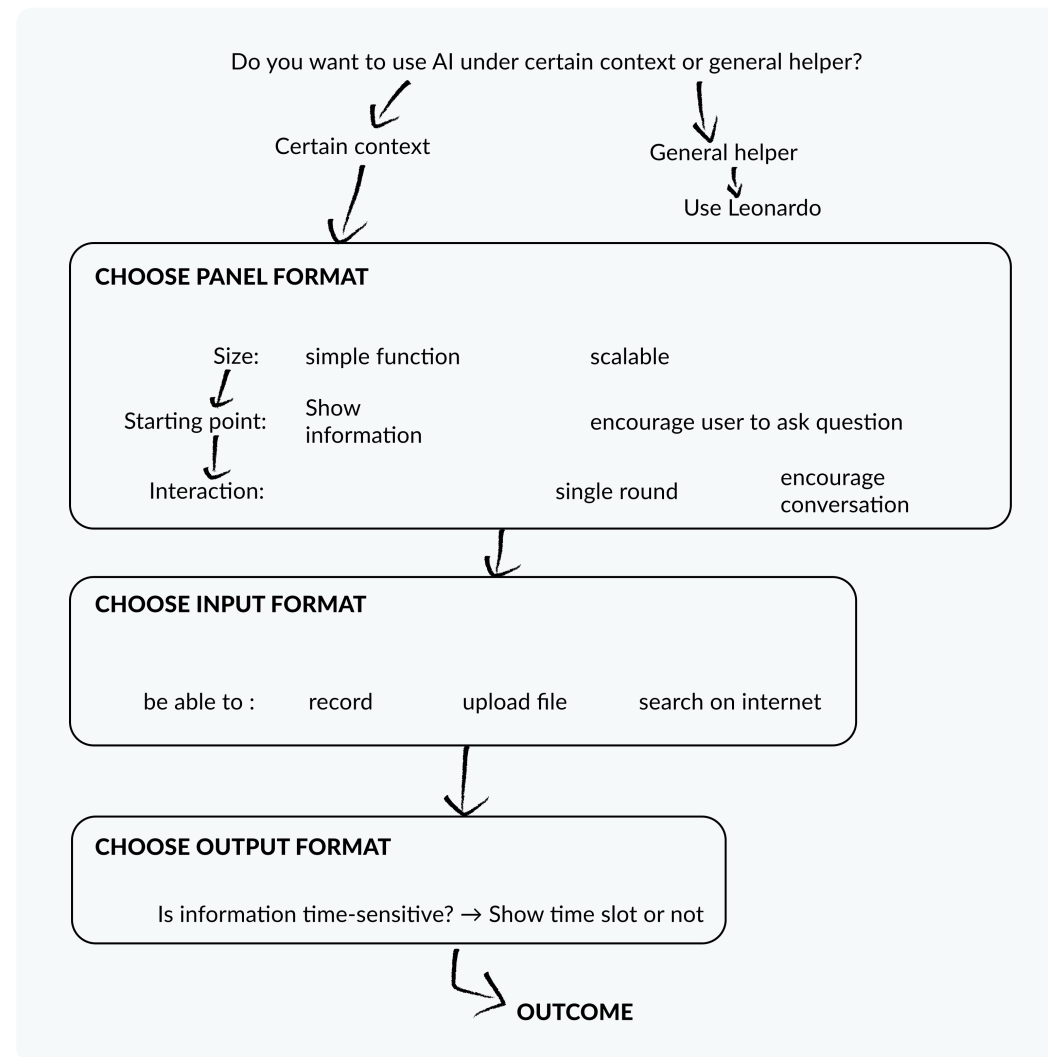 Do you want to use AI under certain context or general helper?
Certain context
General helper
Use Leonardo
CHOOSE PANEL FORMAT
Size: simple function scalable
Starting point: Show
information
encourage user to ask question
Interaction: single round encourage
conversation
CHOOSE INPUT FORMAT
be able to : record upload file search on internet
CHOOSE OUTPUT FORMAT
Is information time-sensitive? → Show time slot or not
OUTCOME